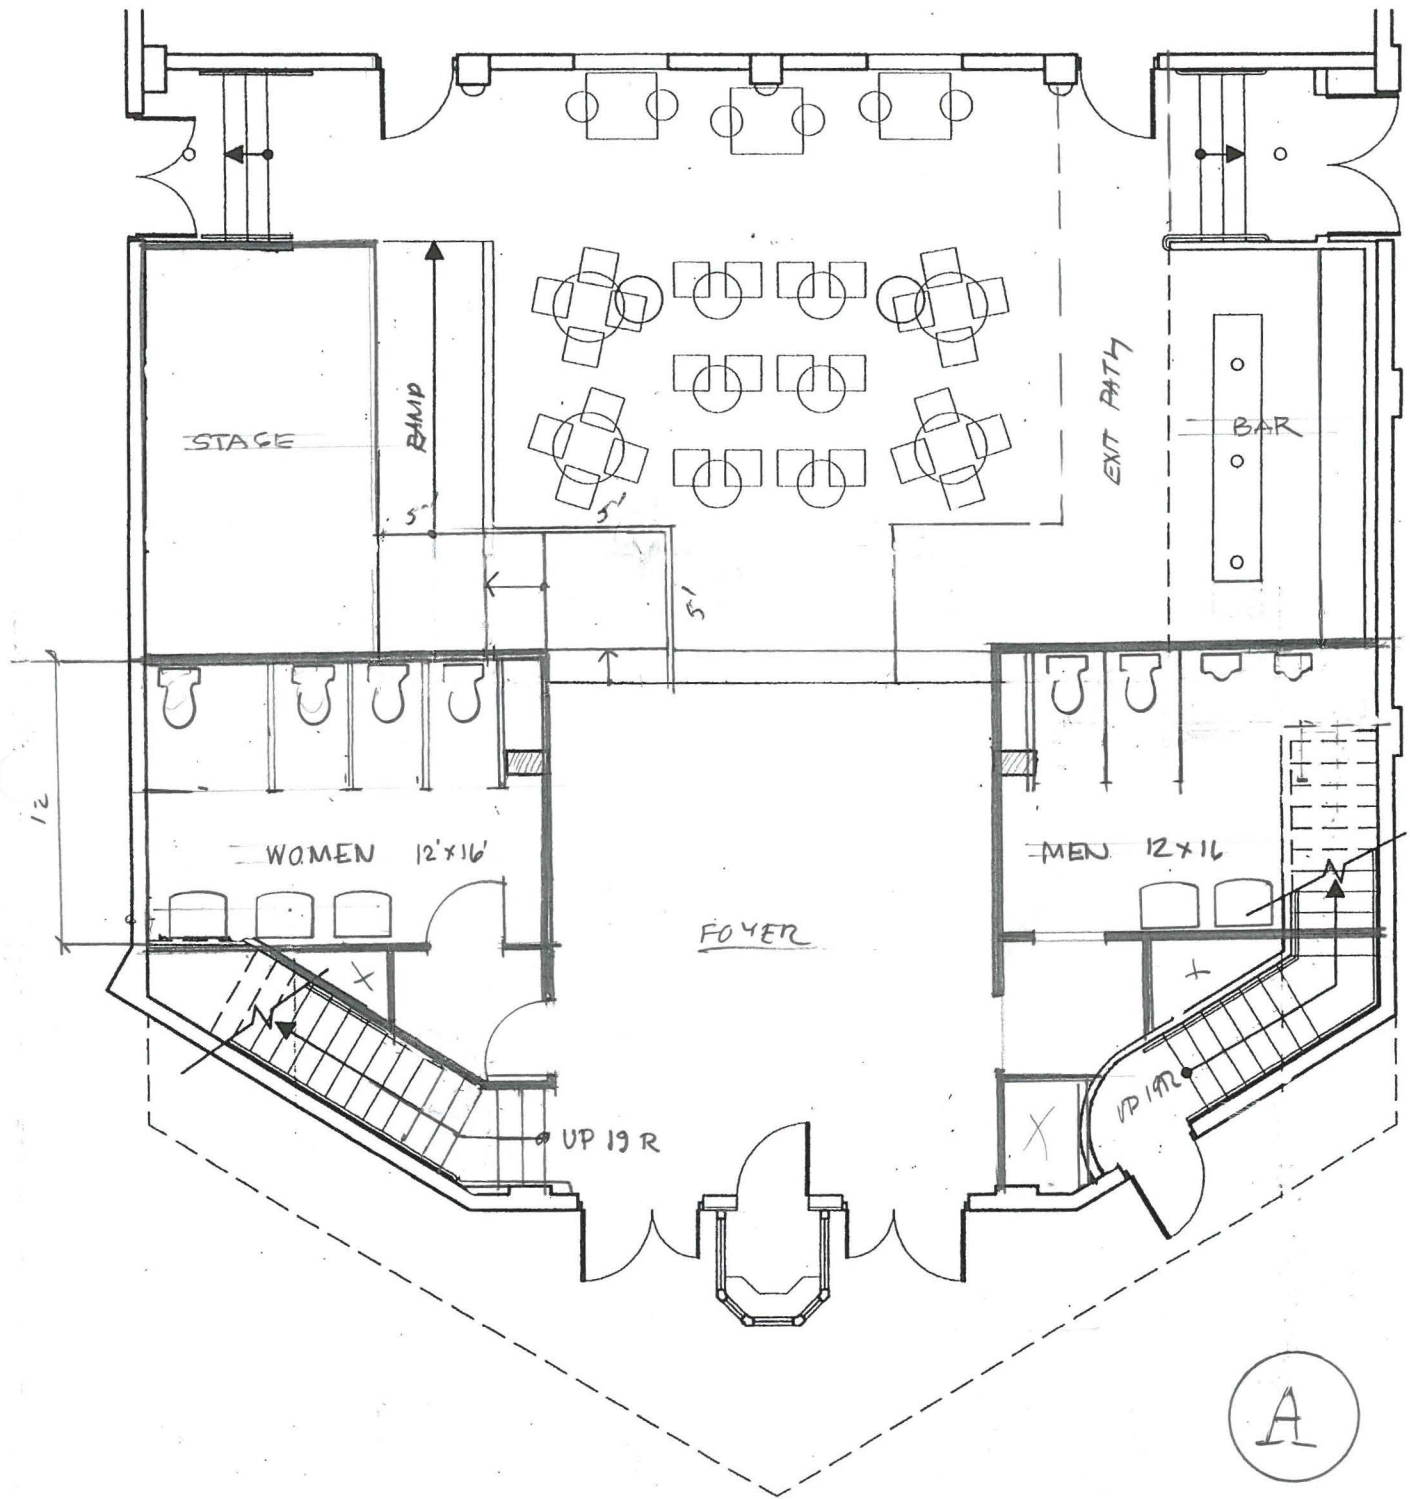 STAGE
RAMP
EXIT PATH
BAR
5'
5'
5'
12
WOMEN 12'x16'
MEN 12x16
FOYER
UP 19 R
UP 19R
A